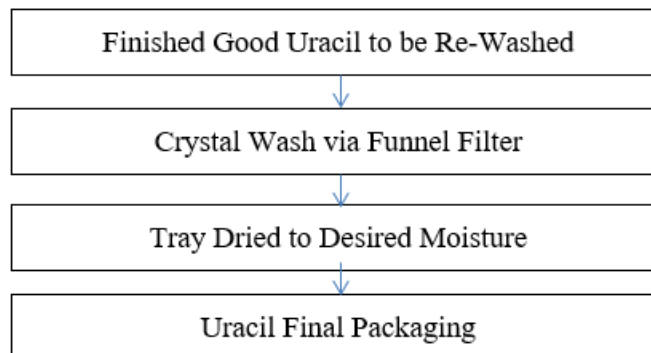 Finished Good Uracil to be Re-Washed
Crystal Wash via Funnel Filter
Tray Dried to Desired Moisture
Uracil Final Packaging